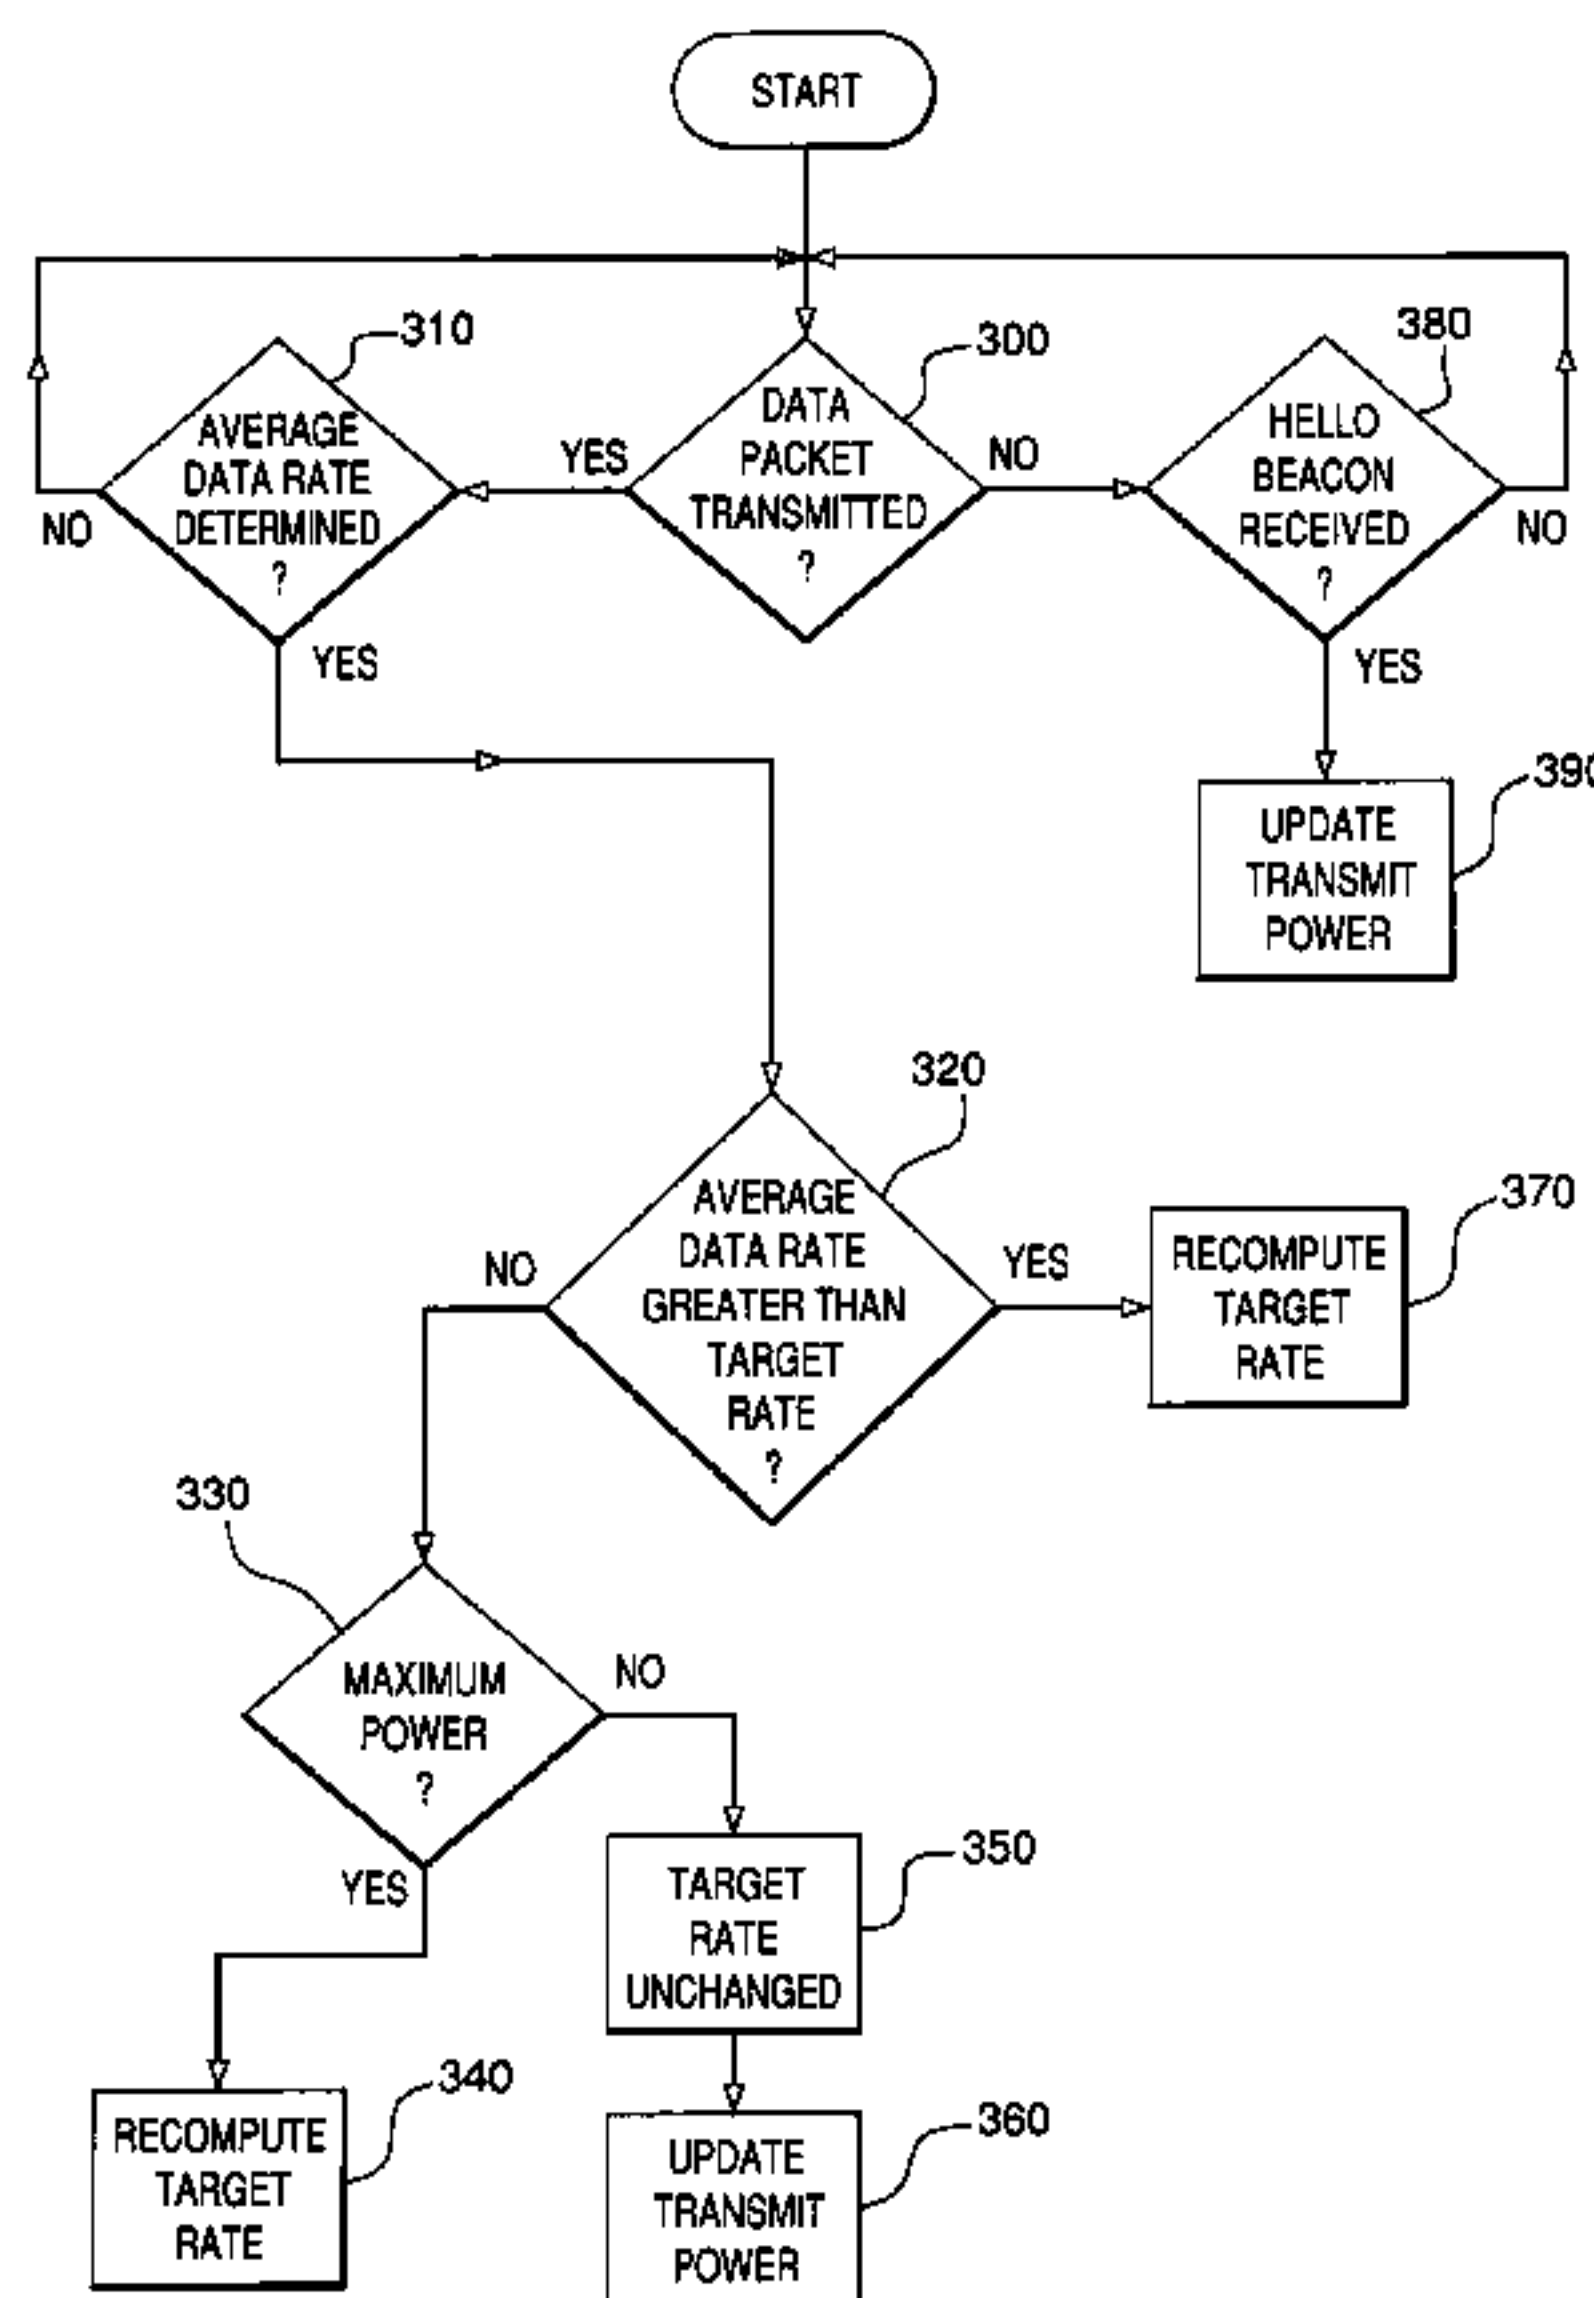 START
310
300
380
AVERAGE
DATA RATE
DETERMINED
?
YES
DATA
PACKET
TRANSMITTED
?
NO
HELLO
BEACON
RECEIVED
?
NO
NO
YES
YES
390
UPDATE
TRANSMIT
POWER
320
AVERAGE
DATA RATE
GREATER THAN
TARGET
RATE
?
NO
YES
370
RECOMPUTE
TARGET
RATE
330
MAXIMUM
POWER
?
NO
YES
350
TARGET
RATE
UNCHANGED
340
RECOMPUTE
TARGET
RATE
360
UPDATE
TRANSMIT
POWER